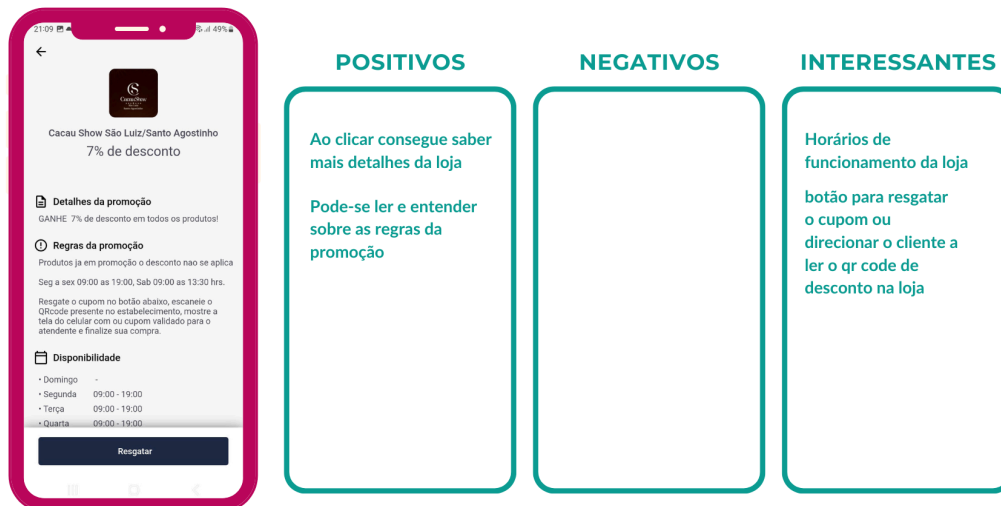 21:09
49%
Cacau Show
Cacau Show São Luiz/Santo Agostinho
7% de desconto
Detalhes da promoção
GANHE 7% de desconto em todos os produtos!
Regras da promoção
Produtos ja em promoção o desconto nao se aplica
Seg a sex 09:00 as 19:00, Sab 09:00 as 13:30 hrs.
Resgate o cupom no botão abaixo, escaneie o
QRcode presente no estabelecimento, mostre a
tela do celular com ou cupom validado para o
atendente e finalize sua compra.
Disponibilidade
• Domingo -
• Segunda 09:00 - 19:00
• Terça 09:00 - 19:00
• Quarta 09:00 - 19:00
Resgatar
POSITIVOS
Ao clicar consegue saber
mais detalhes da loja
Pode-se ler e entender
sobre as regras da
promoção
NEGATIVOS
INTERESSANTES
Horários de
funcionamento da loja
botão para resgatar
o cupom ou
direcionar o cliente a
ler o qr code de
desconto na loja